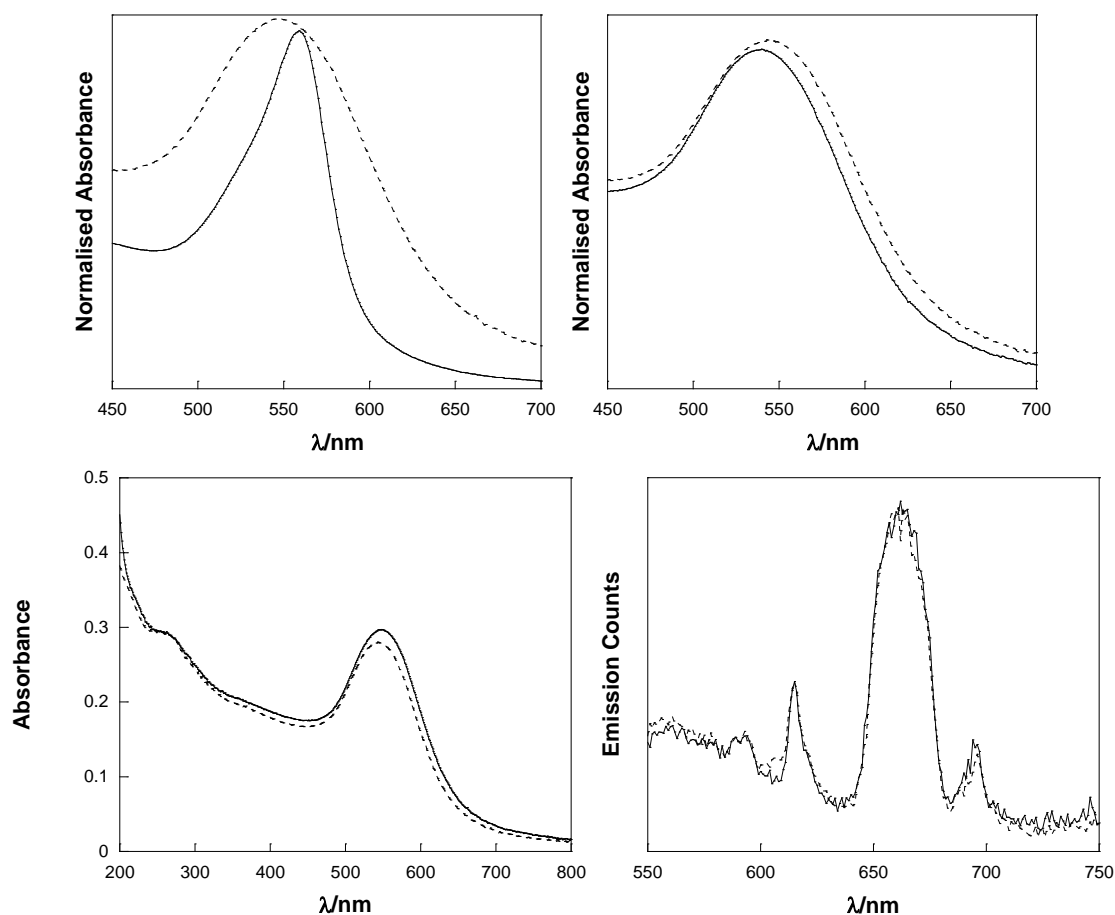 Normalised Absorbance
450 500 550 600 650 700
λ/nm
Normalised Absorbance
450 500 550 600 650 700
λ/nm
Absorbance
0.5
0.4
0.3
0.2
0.1
0
200 300 400 500 600 700 800
λ/nm
Emission Counts
550 600 650 700 750
λ/nm